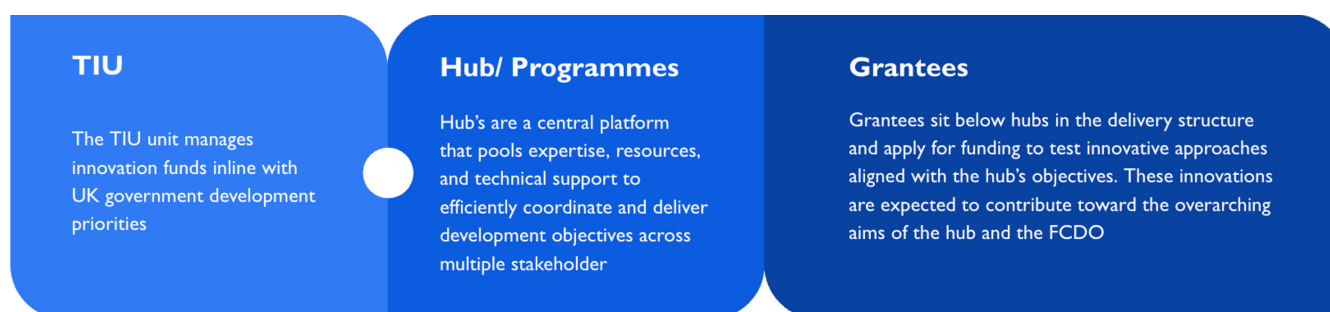 TIU
The TIU unit manages
innovation funds inline with
UK government development
priorities
Hub/ Programmes
Hub's are a central platform
that pools expertise, resources,
and technical support to
efficiently coordinate and deliver
development objectives across
multiple stakeholder
Grantees
Grantees sit below hubs in the delivery structure
and apply for funding to test innovative approaches
aligned with the hub's objectives. These innovations
are expected to contribute toward the overarching
aims of the hub and the FCDO